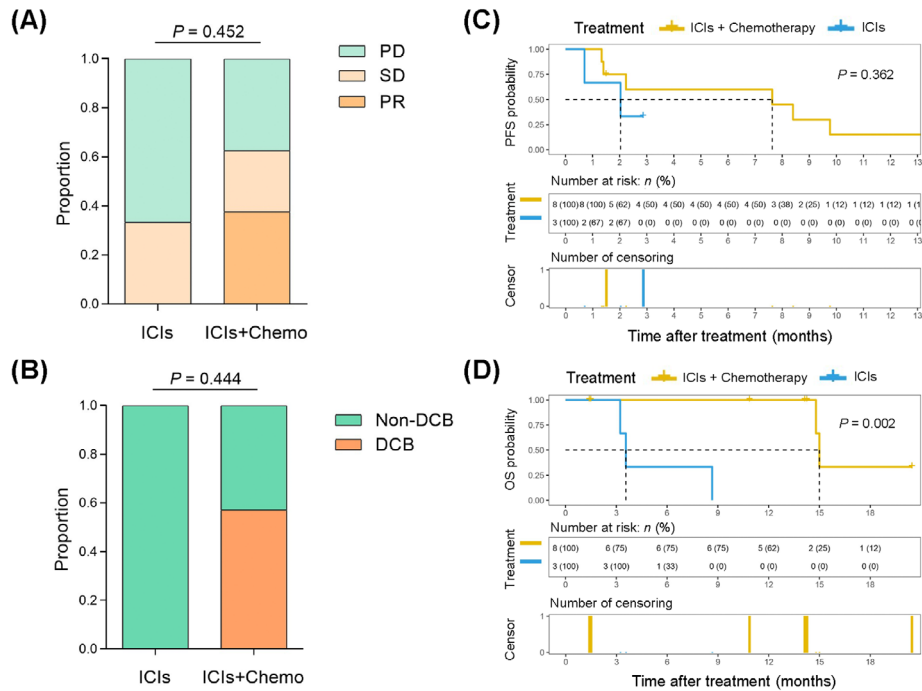 (A)
P = 0.452
1.0
0.8
0.6
0.4
0.2
0.0
Proportion
ICIs
ICIs+Chemo
PD
SD
PR
(B)
P = 0.444
1.0
0.8
0.6
0.4
0.2
0.0
Proportion
ICIs
ICIs+Chemo
Non-DCB
DCB
(C)
Treatment ICIs + Chemotherapy ICIs
P = 0.362
1.00
0.75
0.50
0.25
0.00
PFS probability
0 1 2 3 4 5 6 7 8 9 10 11 12 13
Number at risk: n (%)
Treatment
8 (100) 8 (100) 5 (62) 4 (50) 4 (50) 4 (50) 4 (50) 4 (50) 3 (38) 2 (25) 1 (12) 1 (12) 1 (12) 1 (1
3 (100) 2 (67) 2 (67) 0 (0) 0 (0) 0 (0) 0 (0) 0 (0) 0 (0) 0 (0) 0 (0) 0 (0) 0 (0) 0 (0
0 1 2 3 4 5 6 7 8 9 10 11 12 13
Number of censoring
Censor
1
0
0 1 2 3 4 5 6 7 8 9 10 11 12 13
Time after treatment (months)
(D)
Treatment ICIs + Chemotherapy ICIs
P = 0.002
1.00
0.75
0.50
0.25
0.00
OS probability
0 3 6 9 12 15 18
Number at risk: n (%)
Treatment
8 (100) 6 (75) 6 (75) 6 (75) 5 (62) 2 (25) 1 (12)
3 (100) 3 (100) 1 (33) 0 (0) 0 (0) 0 (0) 0 (0)
0 3 6 9 12 15 18
Number of censoring
Censor
1
0
0 3 6 9 12 15 18
Time after treatment (months)